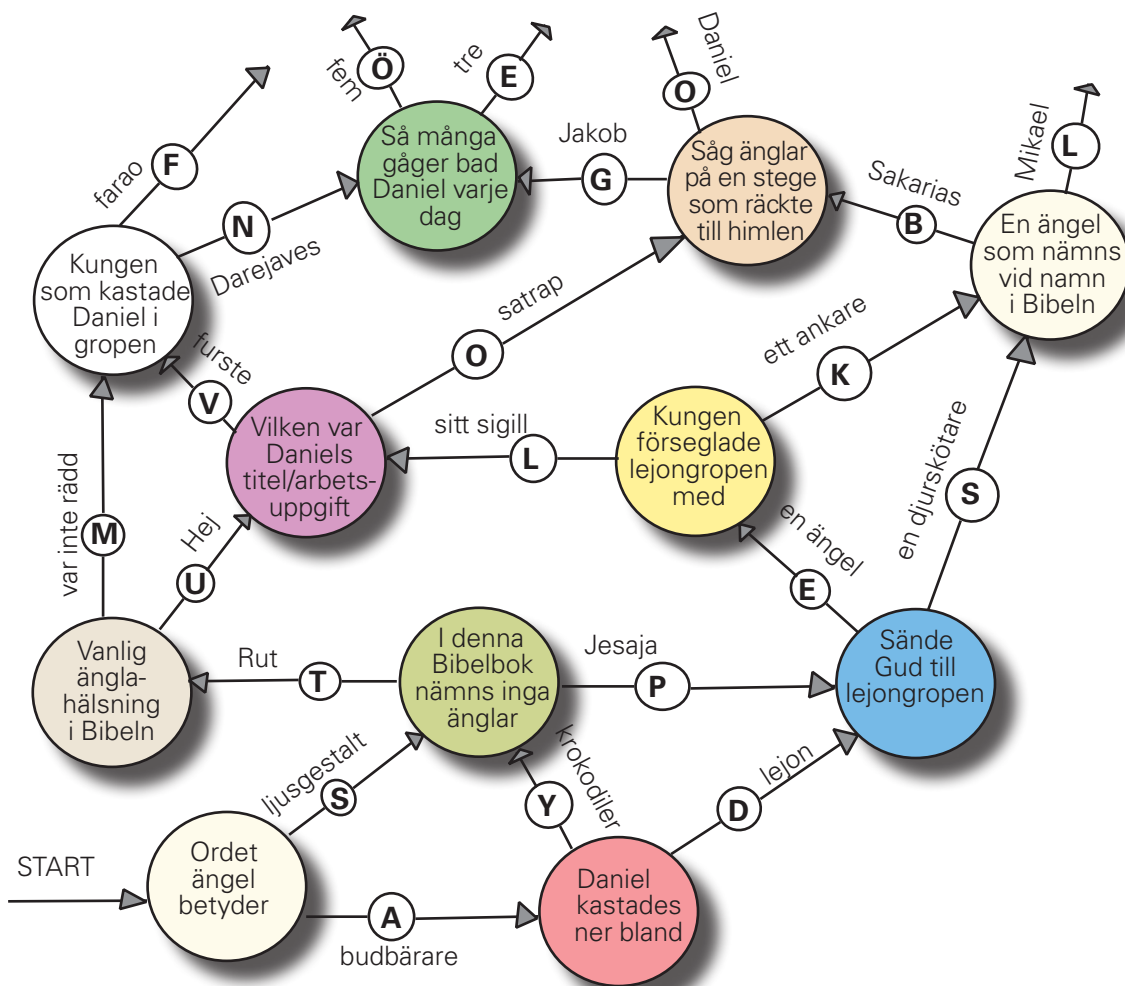 fem
Ö
tre
E
Daniel
O
Mikael
L
farao
F
Så många
gåger bad
Daniel varje
dag
Jakob
G
Såg änglar
på en stege
som räckte
till himlen
Sakarias
B
En ängel
som nämns
vid namn
i Bibeln
N
Darejaves
Kungen
som kastade
Daniel i
gropen
furste
V
satrap
O
ett ankare
K
Vilken var
Daniels
titel/arbets-
uppgift
sitt sigill
L
Kungen
förseglade
lejongropen
med
en djurskötare
S
var inte rädd
M
Hej
U
en ängel
E
Vanlig
ängla-
hälsning
i Bibeln
Rut
T
I denna
Bibelbok
nämns inga
änglar
Jesaja
P
Sände
Gud till
lejongropen
ljusgestalt
S
krokodiler
Y
lejon
D
START
Ordet
ängel
betyder
A
budbärare
Daniel
kastades
ner bland